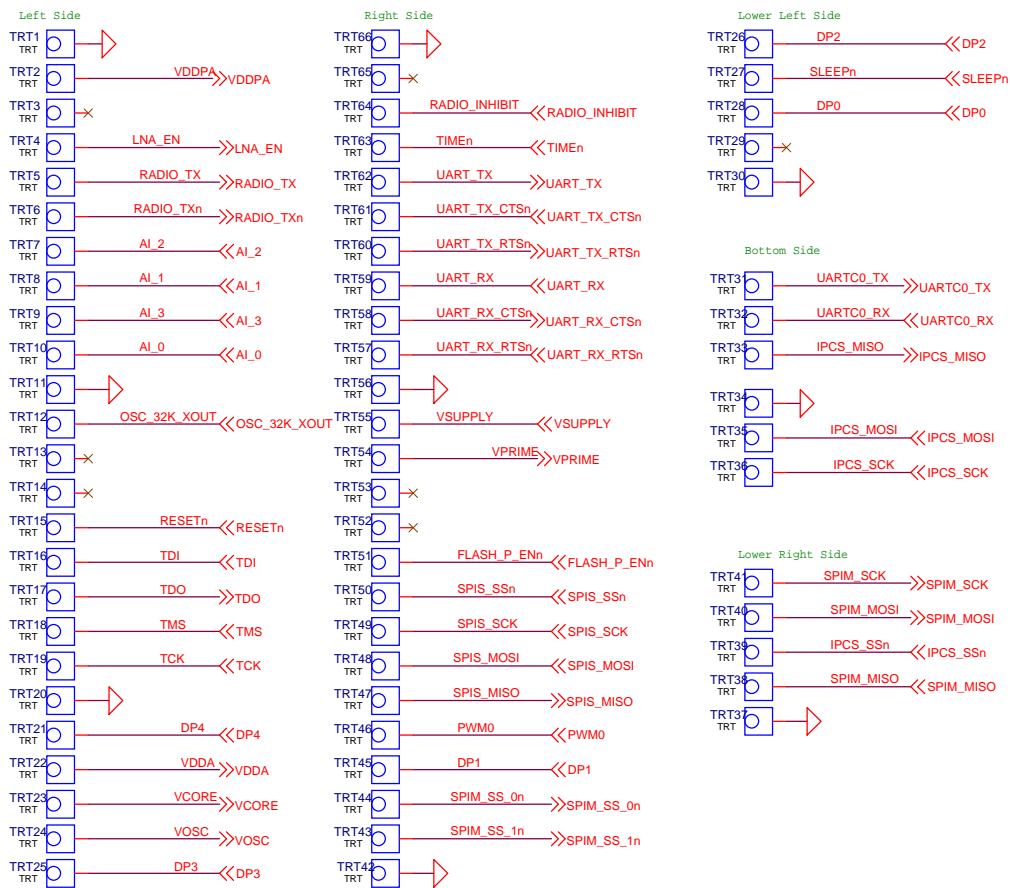 Left Side
TRT1
TRT
TRT2 VDDPA VDDPA
TRT
TRT3
TRT
TRT4 LNA_EN LNA_EN
TRT
TRT5 RADIO_TX RADIO_TX
TRT
TRT6 RADIO_TXn RADIO_TXn
TRT
TRT7 AI_2 AI_2
TRT
TRT8 AI_1 AI_1
TRT
TRT9 AI_3 AI_3
TRT
TRT10 AI_0 AI_0
TRT
TRT11
TRT
TRT12 OSC_32K_XOUT OSC_32K_XOUT
TRT
TRT13
TRT
TRT14
TRT
TRT15 RESETn RESETn
TRT
TRT16 TDI TDI
TRT
TRT17 TDO TDO
TRT
TRT18 TMS TMS
TRT
TRT19 TCK TCK
TRT
TRT20
TRT
TRT21 DP4 DP4
TRT
TRT22 VDDA VDDA
TRT
TRT23 VCORE VCORE
TRT
TRT24 VOSC VOSC
TRT
TRT25 DP3 DP3
TRT
Right Side
TRT66
TRT
TRT65
TRT
TRT64 RADIO_INHIBIT RADIO_INHIBIT
TRT
TRT63 TIMEn TIMEn
TRT
TRT62 UART_TX UART_TX
TRT
TRT61 UART_TX_CTSn UART_TX_CTSn
TRT
TRT60 UART_TX_RTSn UART_TX_RTSn
TRT
TRT59 UART_RX UART_RX
TRT
TRT58 UART_RX_CTSn UART_RX_CTSn
TRT
TRT57 UART_RX_RTSn UART_RX_RTSn
TRT
TRT56
TRT
TRT55 VSUPPLY VSUPPLY
TRT
TRT54 VPRIME VPRIME
TRT
TRT53
TRT
TRT52
TRT
TRT51 FLASH_P_ENn FLASH_P_ENn
TRT
TRT50 SPIS_SSn SPIS_SSn
TRT
TRT49 SPIS_SCK SPIS_SCK
TRT
TRT48 SPIS_MOSI SPIS_MOSI
TRT
TRT47 SPIS_MISO SPIS_MISO
TRT
TRT46 PWM0 PWM0
TRT
TRT45 DP1 DP1
TRT
TRT44 SPIM_SS_0n SPIM_SS_0n
TRT
TRT43 SPIM_SS_1n SPIM_SS_1n
TRT
TRT42
TRT
Lower Left Side
TRT26 DP2 DP2
TRT
TRT27 SLEEPn SLEEPn
TRT
TRT28 DP0 DP0
TRT
TRT29
TRT
TRT30
TRT
Bottom Side
TRT31 UARTC0_TX UARTC0_TX
TRT
TRT32 UARTC0_RX UARTC0_RX
TRT
TRT33 IPCS_MISO IPCS_MISO
TRT
TRT34
TRT
TRT35 IPCS_MOSI IPCS_MOSI
TRT
TRT36 IPCS_SCK IPCS_SCK
TRT
Lower Right Side
TRT41 SPIM_SCK SPIM_SCK
TRT
TRT40 SPIM_MOSI SPIM_MOSI
TRT
TRT39 IPCS_SSn IPCS_SSn
TRT
TRT38 SPIM_MISO SPIM_MISO
TRT
TRT37
TRT